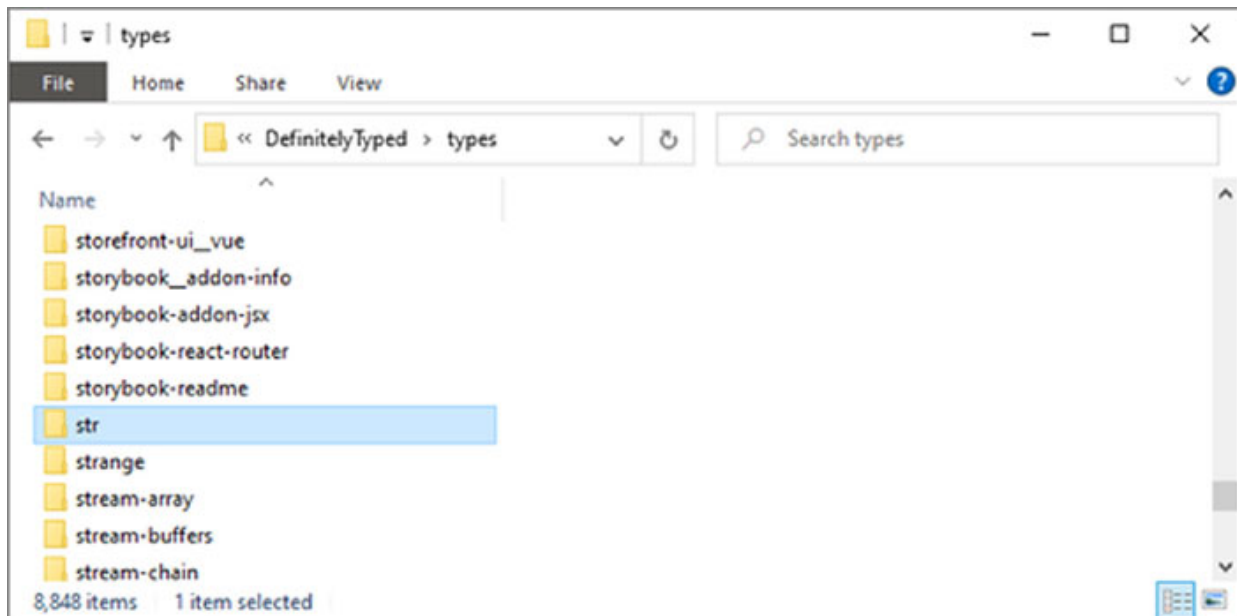 types
File Home Share View
« DefinitelyTyped > types Search types
Name
storefront-ui__vue
storybook__addon-info
storybook-addon-jsx
storybook-react-router
storybook-readme
str
strange
stream-array
stream-buffers
stream-chain
8,848 items 1 item selected